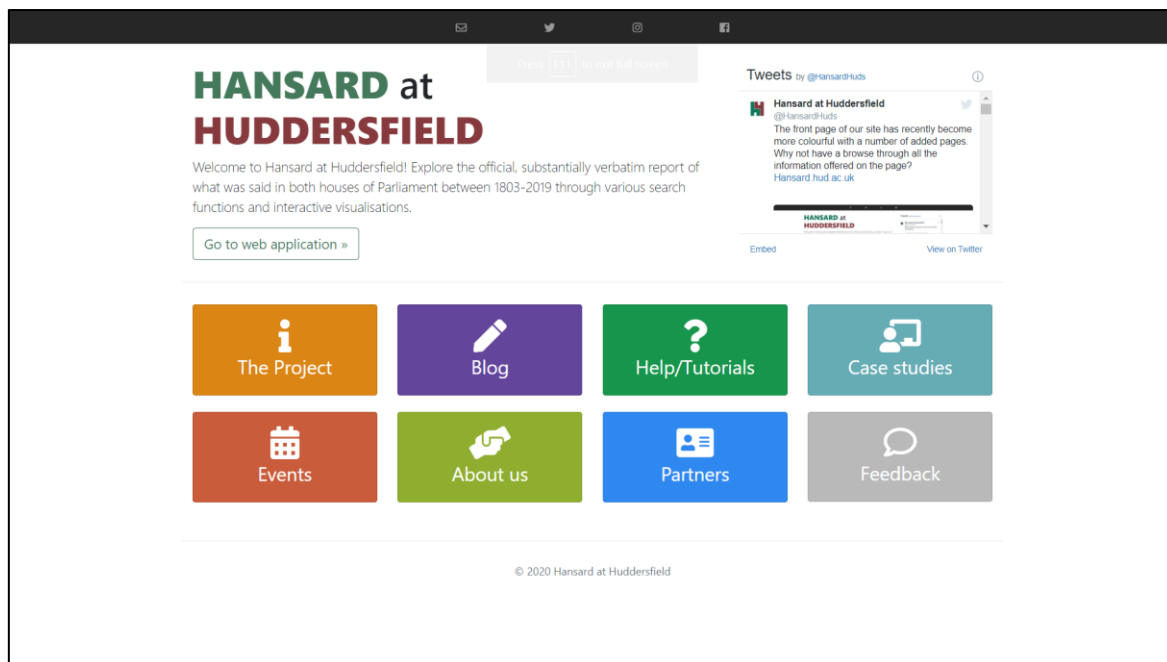 Press F11 to exit full screen
HANSARD at
HUDDERSFIELD
Welcome to Hansard at Huddersfield! Explore the official, substantially verbatim report of
what was said in both houses of Parliament between 1803-2019 through various search
functions and interactive visualisations.
Go to web application »
Tweets by @HansardHuds
Hansard at Huddersfield
@HansardHuds
The front page of our site has recently become
more colourful with a number of added pages.
Why not have a browse through all the
information offered on the page?
Hansard.hud.ac.uk
HANSARD at
HUDDERSFIELD
Embed
View on Twitter
The Project
Blog
Help/Tutorials
Case studies
Events
About us
Partners
Feedback
© 2020 Hansard at Huddersfield